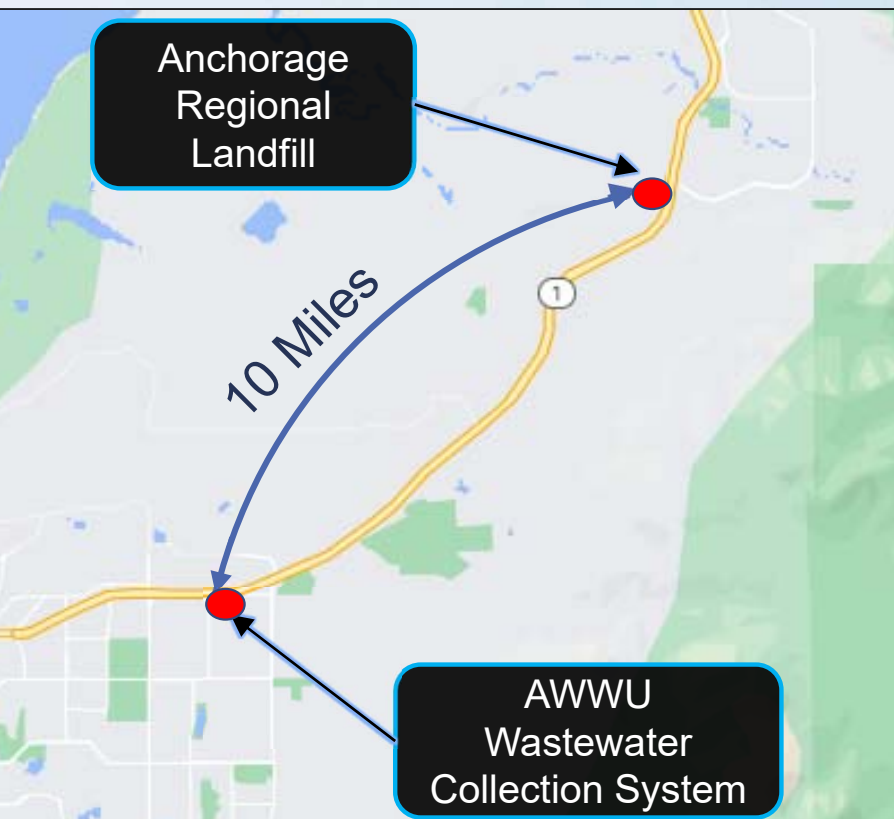 Anchorage
Regional
Landfill
10 Miles
1
AWWU
Wastewater
Collection System